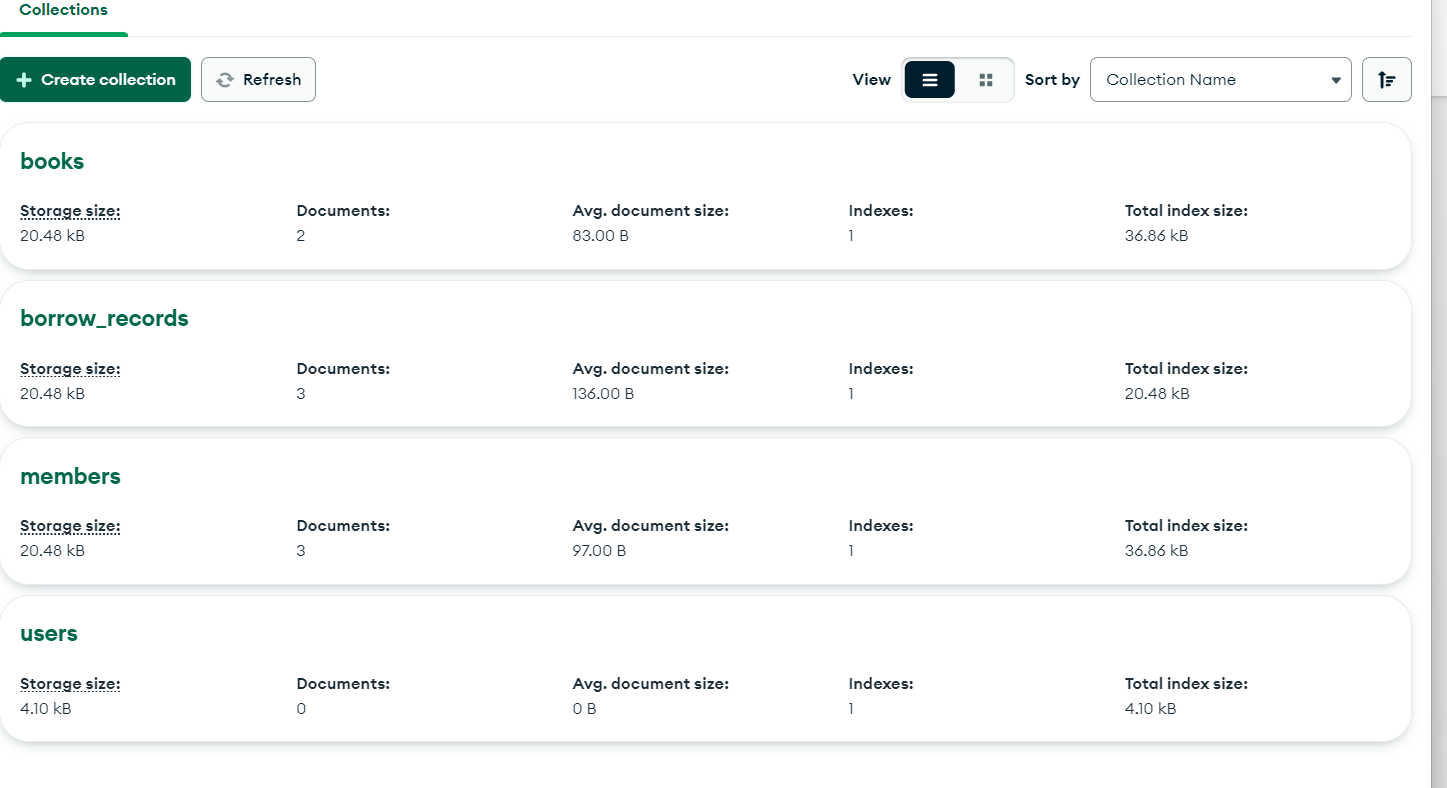 Collections
Create collection Refresh View Sort by Collection Name
books
Storage size: Documents: Avg. document size: Indexes: Total index size:
20.48 kB 2 83.00 B 1 36.86 kB
borrow_records
Storage size: Documents: Avg. document size: Indexes: Total index size:
20.48 kB 3 136.00 B 1 20.48 kB
members
Storage size: Documents: Avg. document size: Indexes: Total index size:
20.48 kB 3 97.00 B 1 36.86 kB
users
Storage size: Documents: Avg. document size: Indexes: Total index size:
4.10 kB 0 0 B 1 4.10 kB